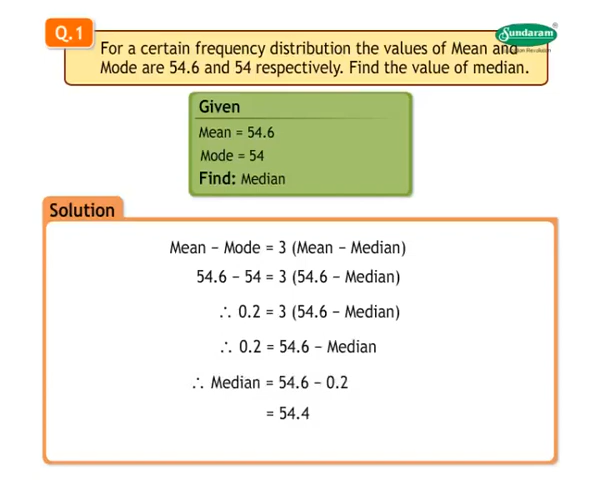 Q.1
Sundaram®
For a certain frequency distribution the values of Mean and
Mode are 54.6 and 54 respectively. Find the value of median.
Given
Mean = 54.6
Mode = 54
Find: Median
Solution
Mean – Mode = 3 (Mean – Median)
54.6 – 54 = 3 (54.6 – Median)
∴ 0.2 = 3 (54.6 – Median)
∴ 0.2 = 54.6 – Median
∴ Median = 54.6 – 0.2
= 54.4